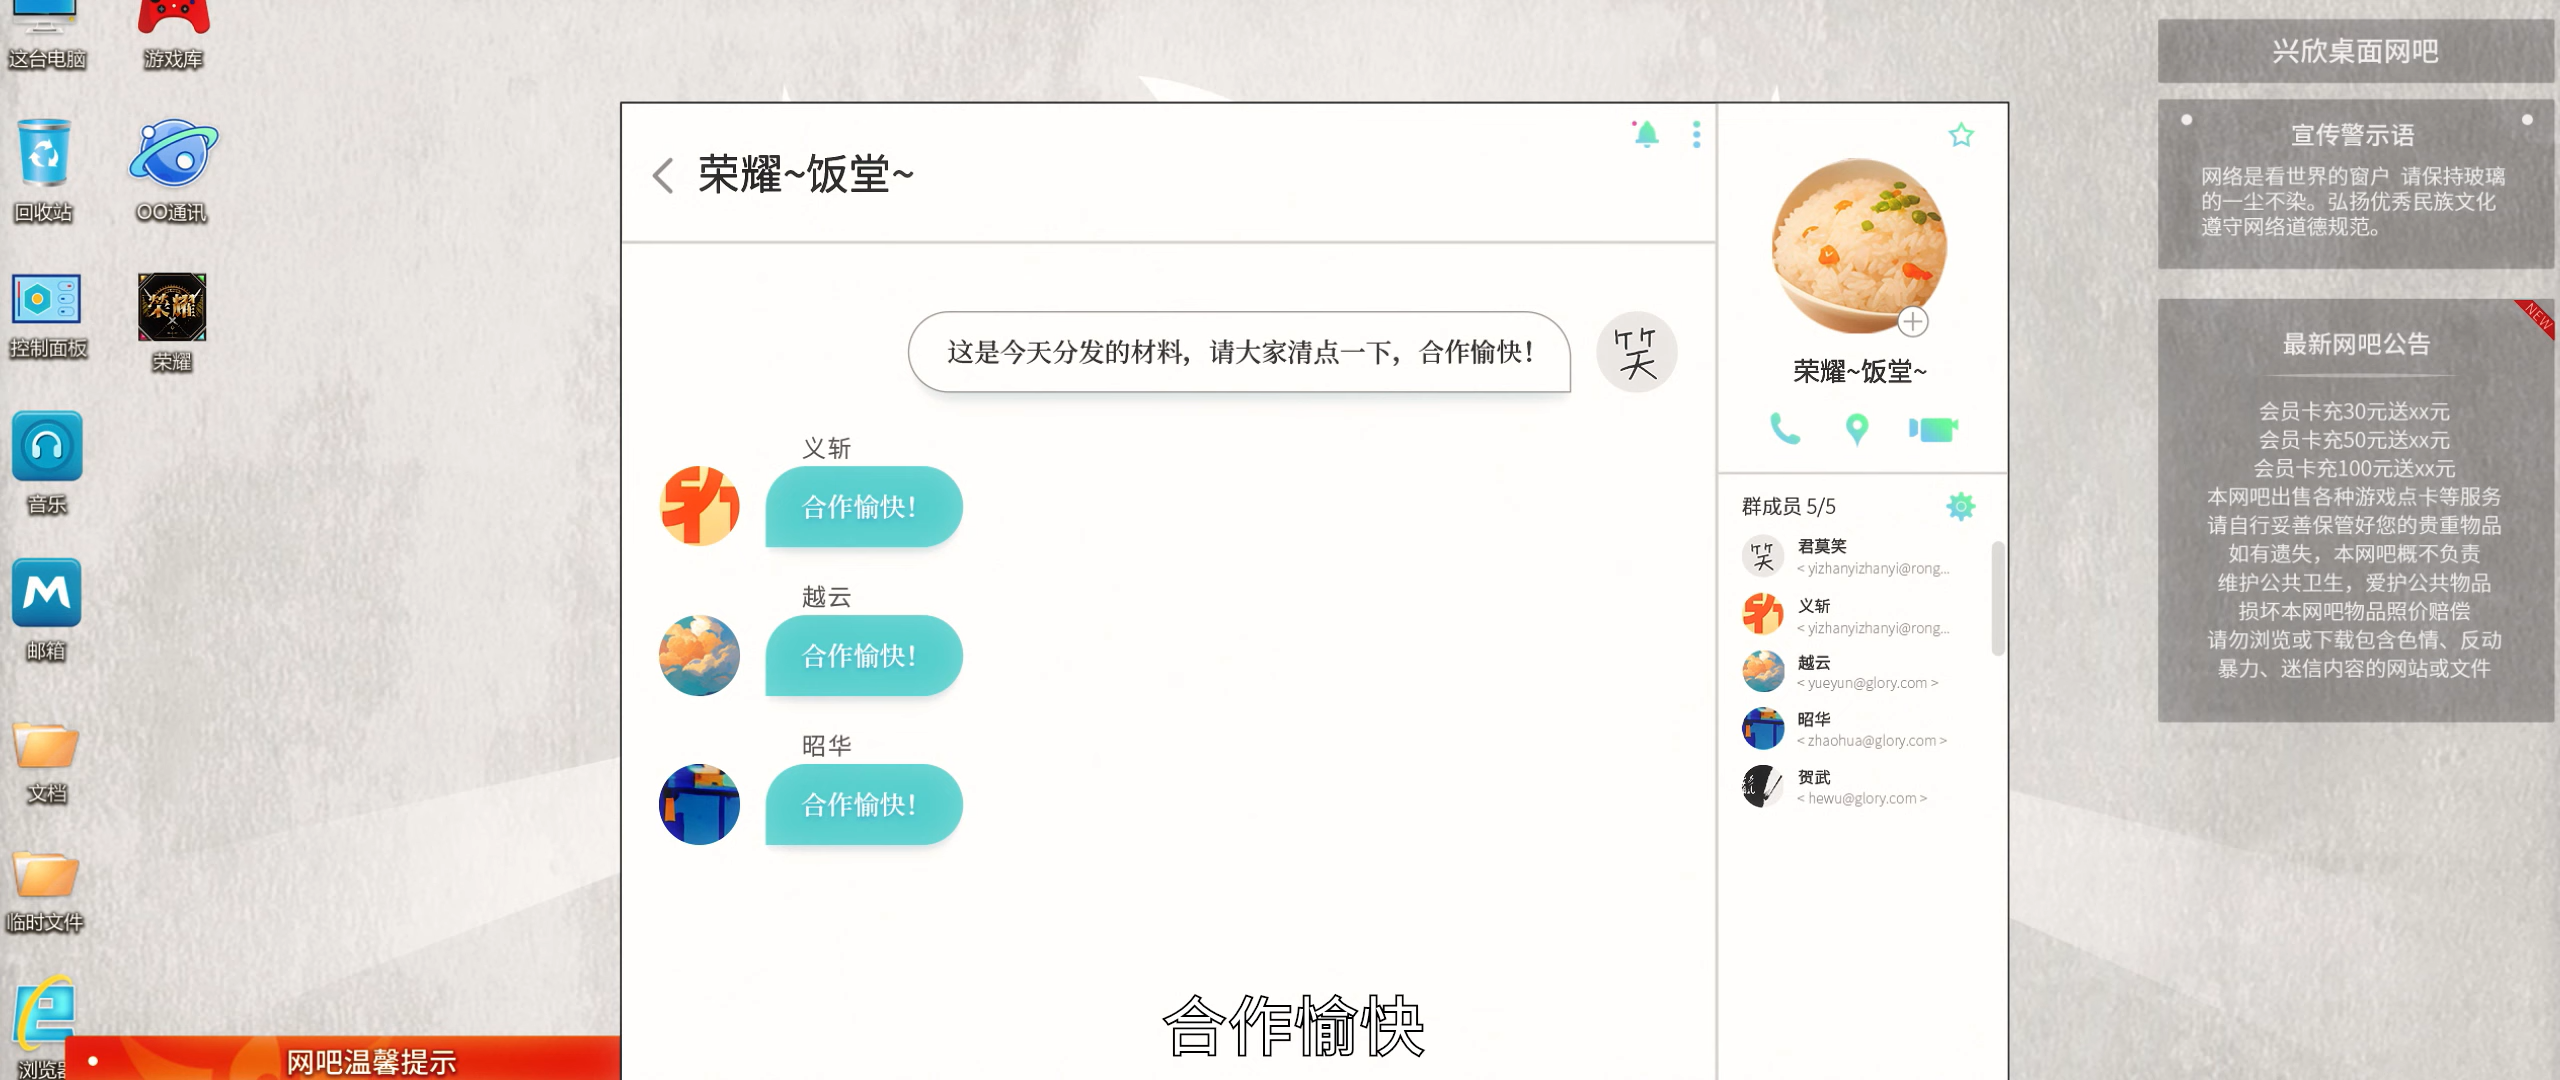 这台电脑
游戏库
回收站
OO通讯
控制面板
荣耀
荣耀
音乐
邮箱
文档
临时文件
浏览器
网吧温馨提示
荣耀~饭堂~
这是今天分发的材料，请大家清点一下，合作愉快！
笑
义斩
合作愉快！
越云
合作愉快！
昭华
合作愉快！
合作愉快
荣耀~饭堂~
群成员 5/5
笑
君莫笑
< yizhanyizhanyi@rong...
义斩
< yizhanyizhanyi@rong...
越云
< yueyun@glory.com >
昭华
< zhaohua@glory.com >
贺武
< hewu@glory.com >
兴欣桌面网吧
宣传警示语
网络是看世界的窗户 请保持玻璃
的一尘不染。弘扬优秀民族文化
遵守网络道德规范。
NEW
最新网吧公告
会员卡充30元送xx元
会员卡充50元送xx元
会员卡充100元送xx元
本网吧出售各种游戏点卡等服务
请自行妥善保管好您的贵重物品
如有遗失，本网吧概不负责
维护公共卫生，爱护公共物品
损坏本网吧物品照价赔偿
请勿浏览或下载包含色情、反动
暴力、迷信内容的网站或文件